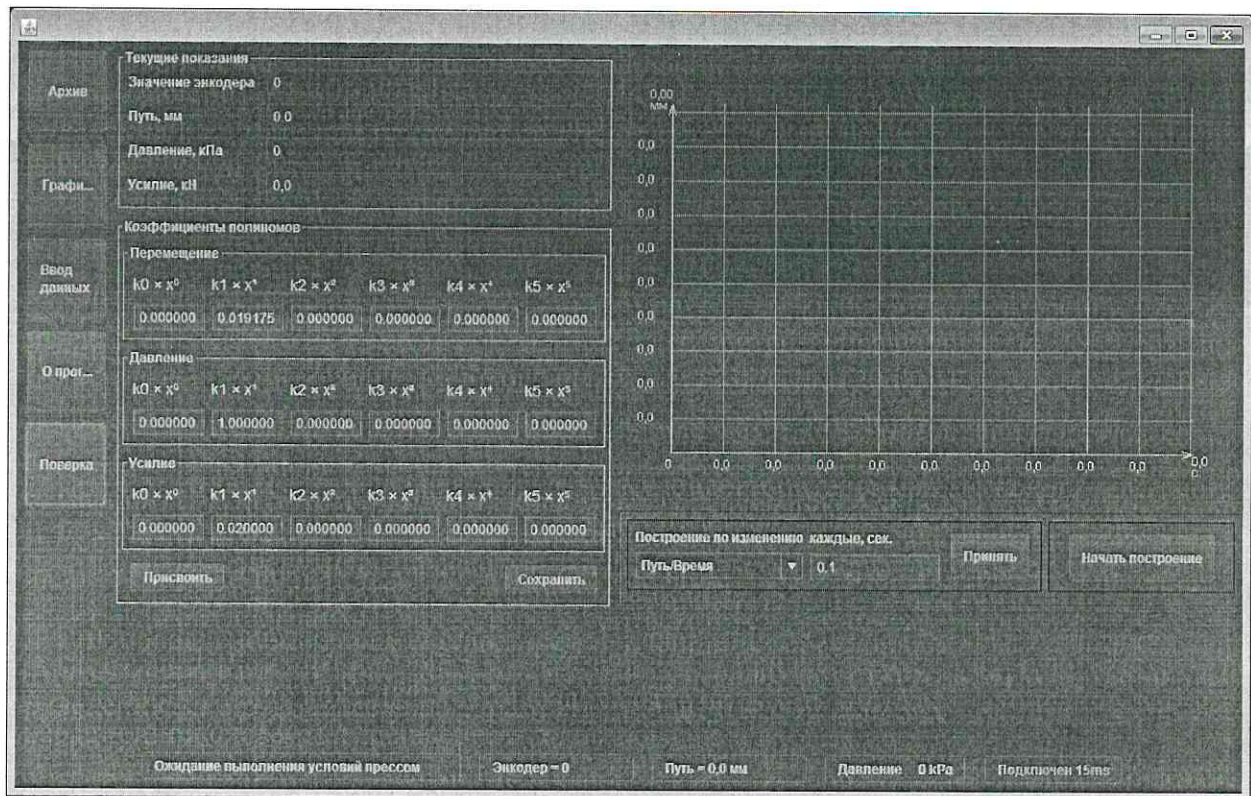 Архив
Графи...
Ввод
данных
О прог...
Поверка
Текущие показания
Значение энкодера 0
Путь, мм 0.0
Давление, кПа 0
Усилие, кН 0,0
Коэффициенты полиномов
Перемещение
k0 × x⁰ k1 × x¹ k2 × x² k3 × x³ k4 × x⁴ k5 × x⁵
0.000000 0.019175 0.000000 0.000000 0.000000 0.000000
Давление
k0 × x⁰ k1 × x¹ k2 × x² k3 × x³ k4 × x⁴ k5 × x⁵
0.000000 1.000000 0.000000 0.000000 0.000000 0.000000
Усилие
k0 × x⁰ k1 × x¹ k2 × x² k3 × x³ k4 × x⁴ k5 × x⁵
0.000000 0.020000 0.000000 0.000000 0.000000 0.000000
Присвоить Сохранить
0,00
мм
0,0
0,0
0,0
0,0
0,0
0,0
0,0
0,0
0,0
0 0,0 0,0 0,0 0,0 0,0 0,0 0,0 0,0 0,0 0,0
с
Построение по изменению каждые, сек.
Путь/Время 0.1
Принять
Начать построение
Ожидание выполнения условий прессом Энкодер = 0 Путь = 0,0 мм Давление 0 kPa Подключен 15ms